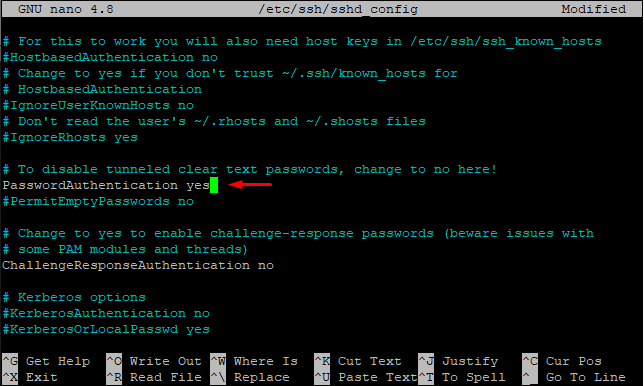 GNU nano 4.8 /etc/ssh/sshd_config Modified
# For this to work you will also need host keys in /etc/ssh/ssh_known_hosts
#HostbasedAuthentication no
# Change to yes if you don't trust ~/.ssh/known_hosts for
# HostbasedAuthentication
#IgnoreUserKnownHosts no
# Don't read the user's ~/.rhosts and ~/.shosts files
#IgnoreRhosts yes
# To disable tunneled clear text passwords, change to no here!
PasswordAuthentication yes
#PermitEmptyPasswords no
# Change to yes to enable challenge-response passwords (beware issues with
# some PAM modules and threads)
ChallengeResponseAuthentication no
# Kerberos options
#KerberosAuthentication no
#KerberosOrLocalPasswd yes
^G Get Help ^O Write Out ^W Where Is ^K Cut Text ^J Justify ^C Cur Pos
^X Exit ^R Read File ^\ Replace ^U Paste Text ^T To Spell ^_ Go To Line